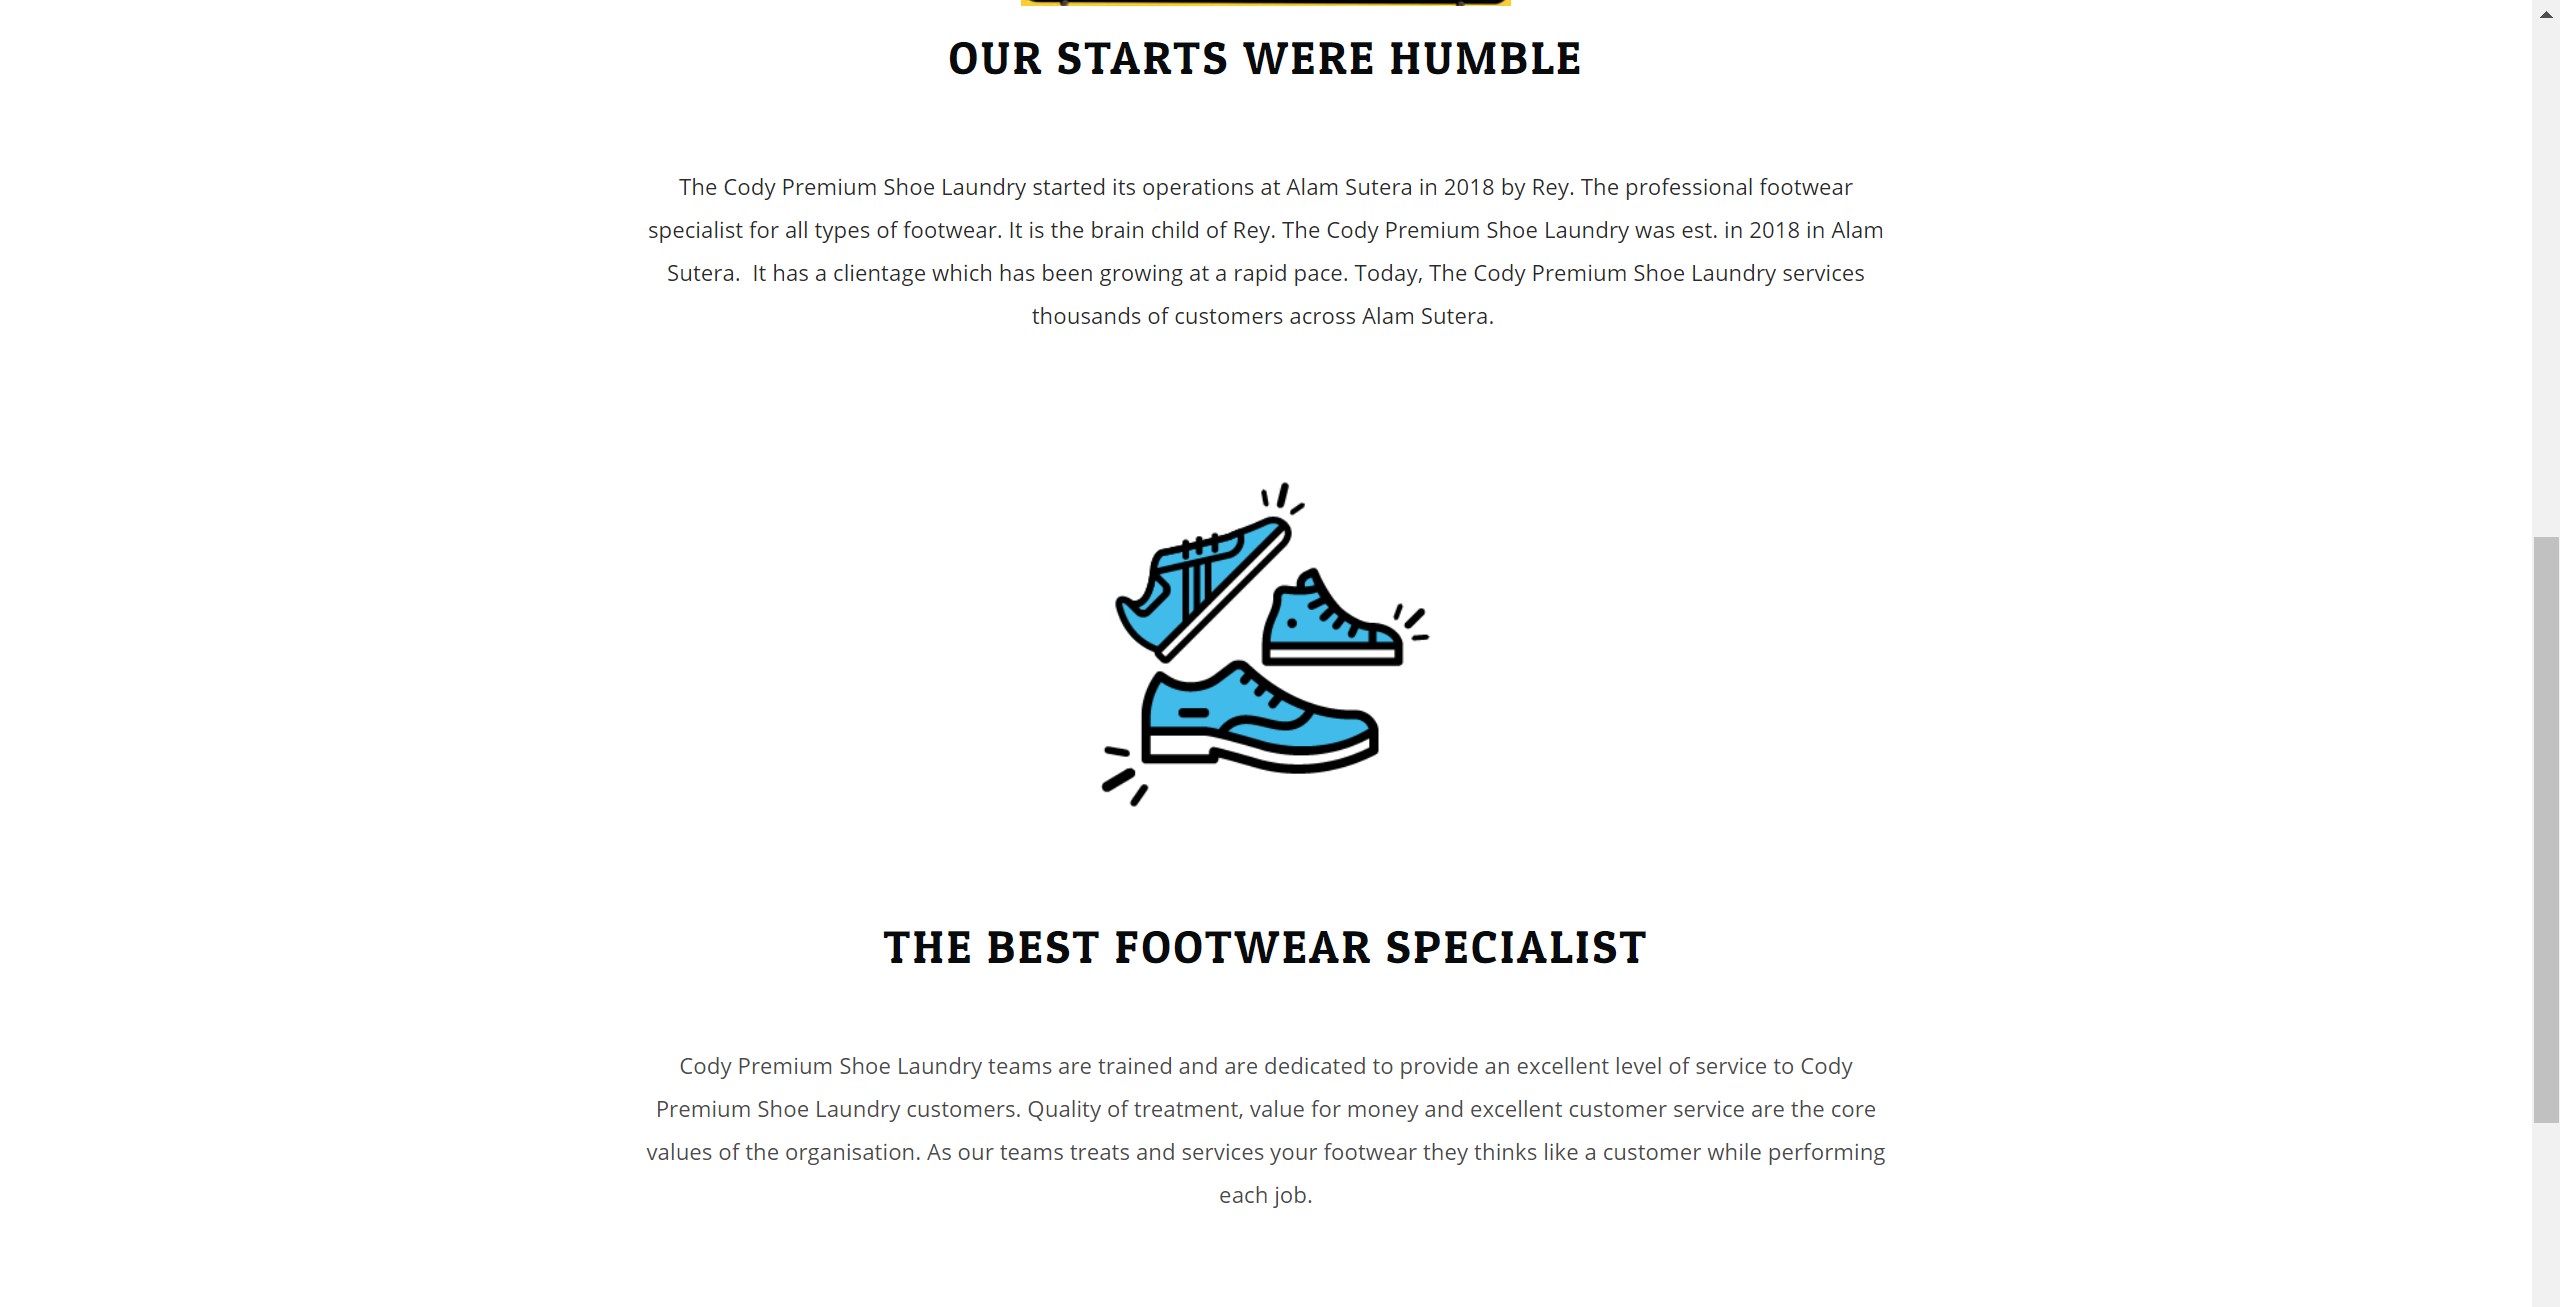 OUR STARTS WERE HUMBLE
The Cody Premium Shoe Laundry started its operations at Alam Sutera in 2018 by Rey. The professional footwear
specialist for all types of footwear. It is the brain child of Rey. The Cody Premium Shoe Laundry was est. in 2018 in Alam
Sutera.  It has a clientage which has been growing at a rapid pace. Today, The Cody Premium Shoe Laundry services
thousands of customers across Alam Sutera.
THE BEST FOOTWEAR SPECIALIST
Cody Premium Shoe Laundry teams are trained and are dedicated to provide an excellent level of service to Cody
Premium Shoe Laundry customers. Quality of treatment, value for money and excellent customer service are the core
values of the organisation. As our teams treats and services your footwear they thinks like a customer while performing
each job.